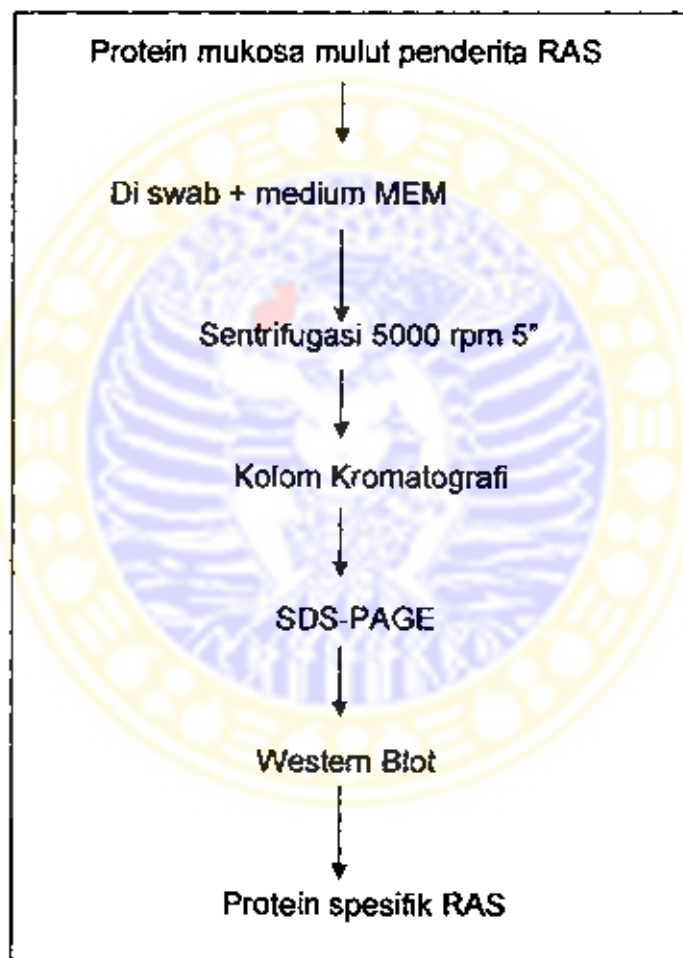 Protein mukosa mulut penderita RAS
Di swab + medium MEM
Sentrifugasi 5000 rpm 5"
Kolom Kromatografi
SDS-PAGE
Western Blot
Protein spesifik RAS